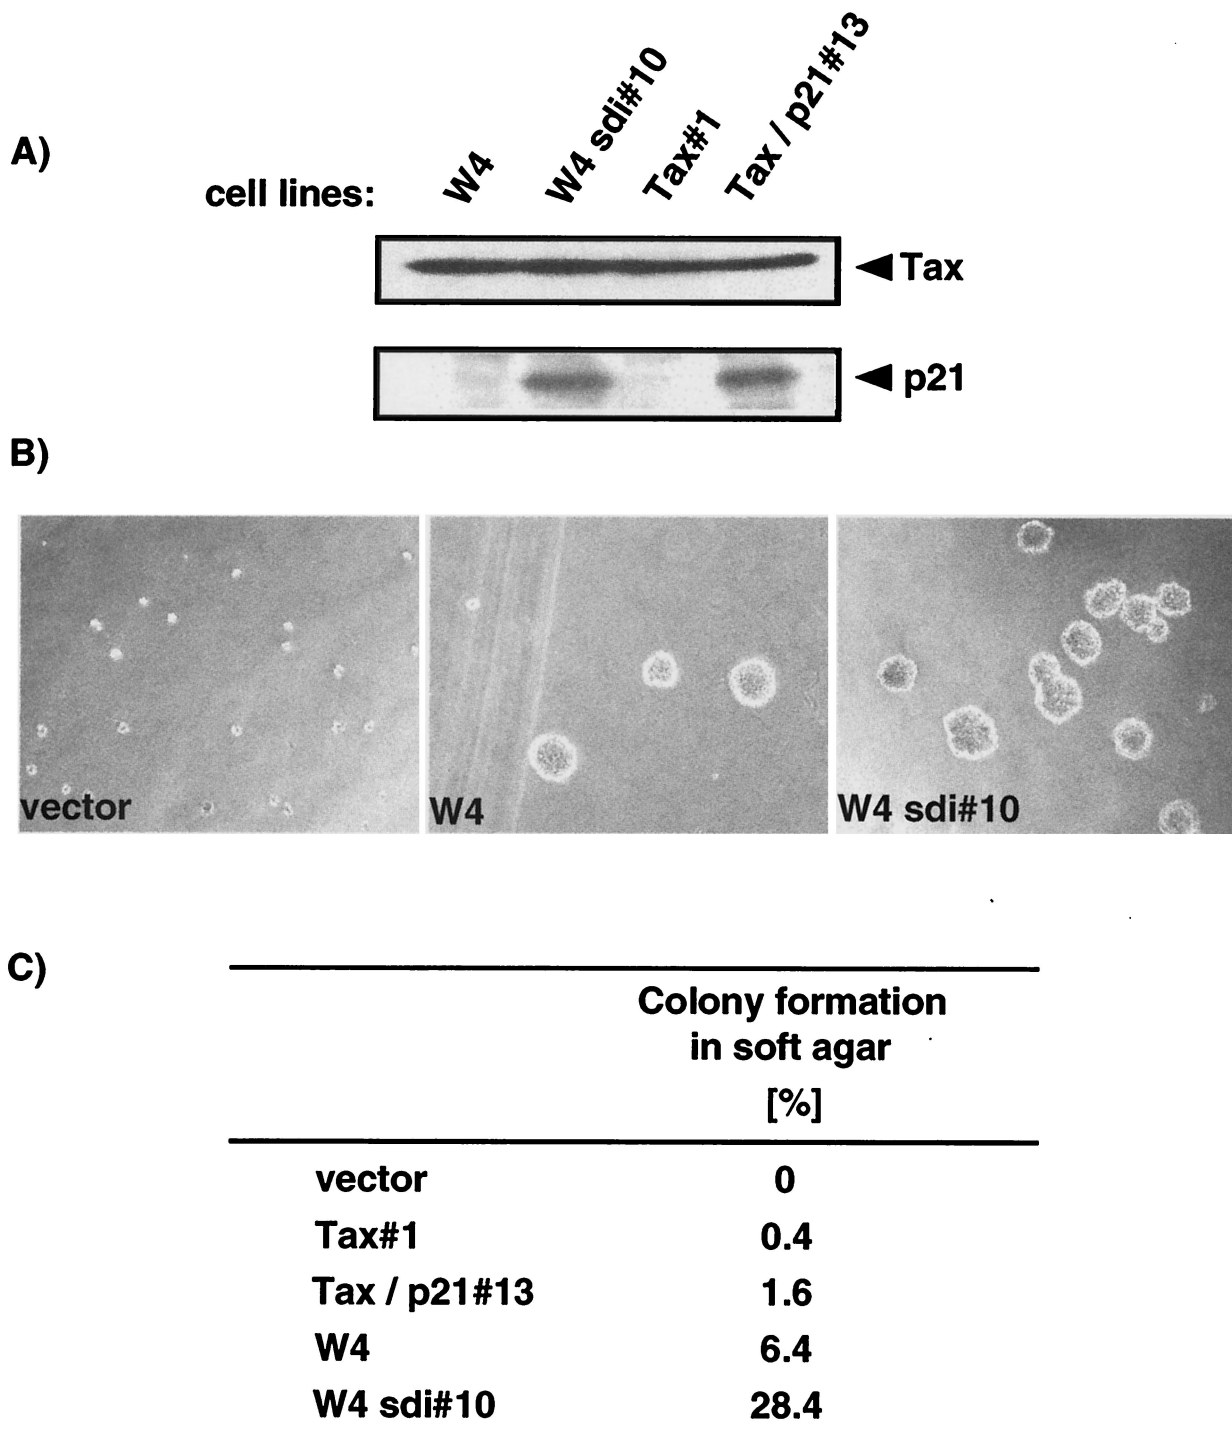 A)
cell lines:
W4
W4 sdi#10
Tax#1
Tax / p21#13
Tax
p21
B)
vector
W4
W4 sdi#10
C)
Colony formation
in soft agar
[%]
vector 0
Tax#1 0.4
Tax / p21#13 1.6
W4 6.4
W4 sdi#10 28.4